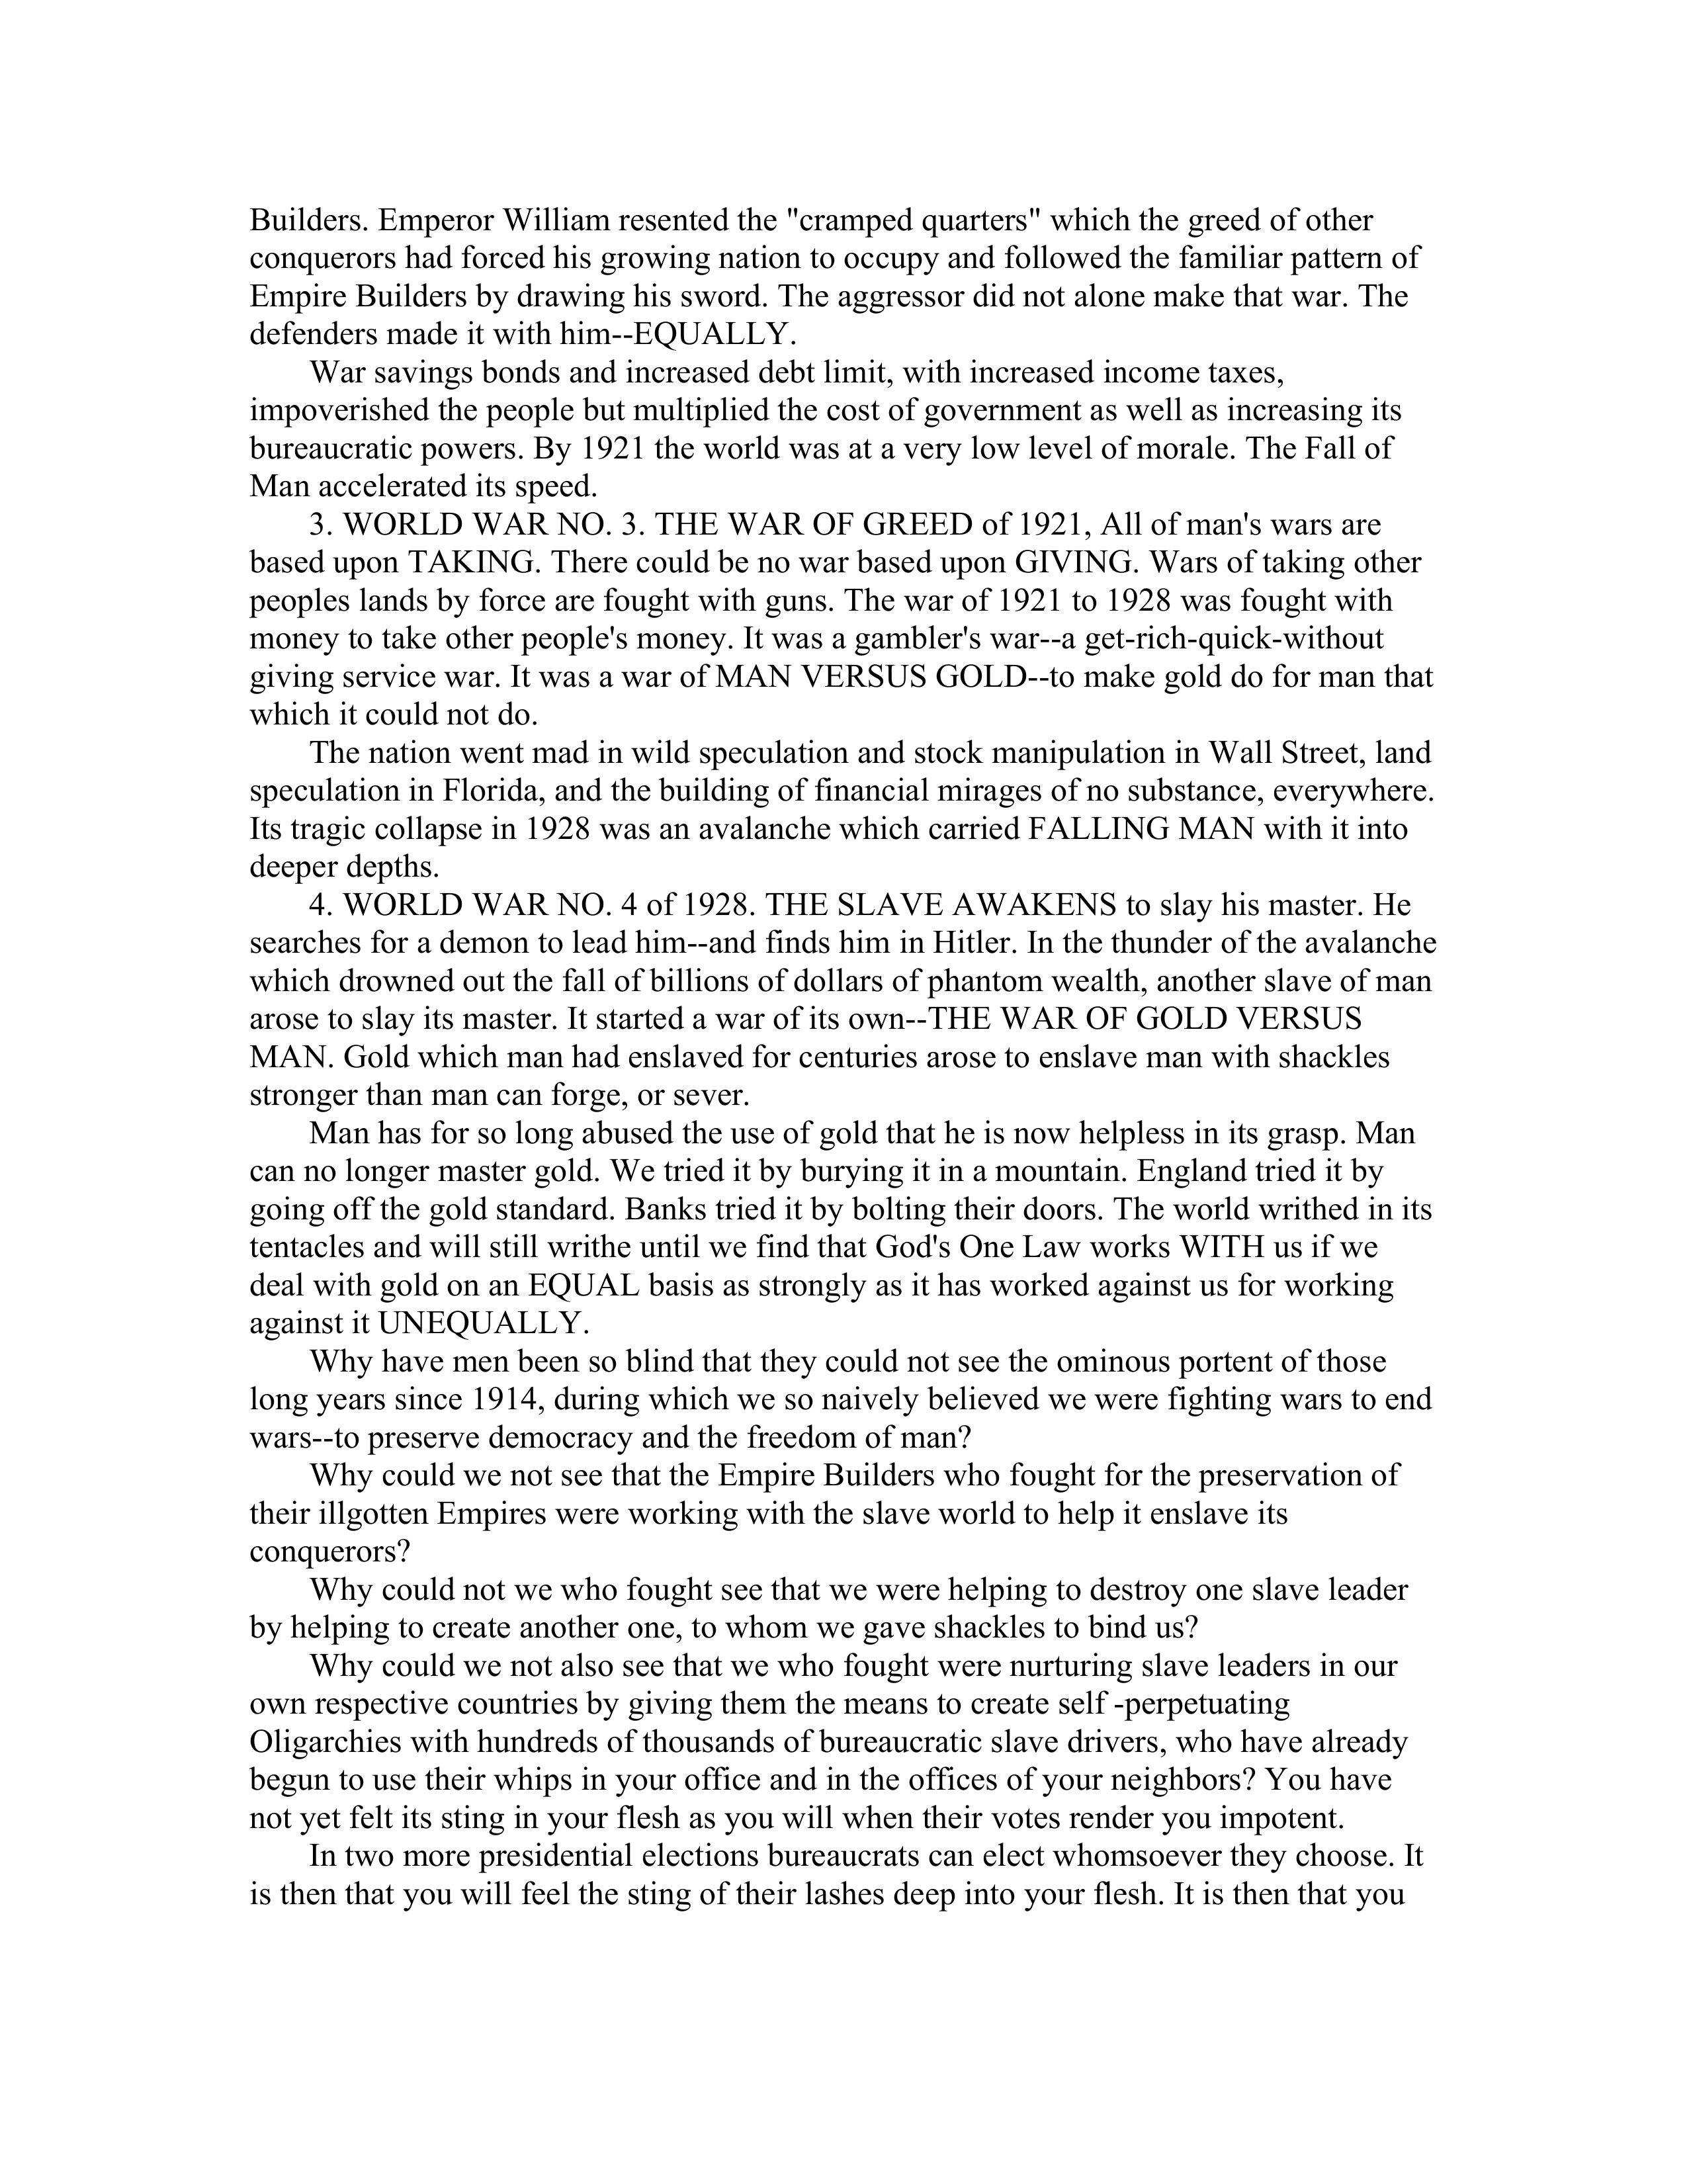 Builders. Emperor William resented the "cramped quarters" which the greed of other
conquerors had forced his growing nation to occupy and followed the familiar pattern of
Empire Builders by drawing his sword. The aggressor did not alone make that war. The
defenders made it with him--EQUALLY.
War savings bonds and increased debt limit, with increased income taxes,
impoverished the people but multiplied the cost of government as well as increasing its
bureaucratic powers. By 1921 the world was at a very low level of morale. The Fall of
Man accelerated its speed.
3. WORLD WAR NO. 3. THE WAR OF GREED of 1921, All of man's wars are
based upon TAKING. There could be no war based upon GIVING. Wars of taking other
peoples lands by force are fought with guns. The war of 1921 to 1928 was fought with
money to take other people's money. It was a gambler's war--a get-rich-quick-without
giving service war. It was a war of MAN VERSUS GOLD--to make gold do for man that
which it could not do.
The nation went mad in wild speculation and stock manipulation in Wall Street, land
speculation in Florida, and the building of financial mirages of no substance, everywhere.
Its tragic collapse in 1928 was an avalanche which carried FALLING MAN with it into
deeper depths.
4. WORLD WAR NO. 4 of 1928. THE SLAVE AWAKENS to slay his master. He
searches for a demon to lead him--and finds him in Hitler. In the thunder of the avalanche
which drowned out the fall of billions of dollars of phantom wealth, another slave of man
arose to slay its master. It started a war of its own--THE WAR OF GOLD VERSUS
MAN. Gold which man had enslaved for centuries arose to enslave man with shackles
stronger than man can forge, or sever.
Man has for so long abused the use of gold that he is now helpless in its grasp. Man
can no longer master gold. We tried it by burying it in a mountain. England tried it by
going off the gold standard. Banks tried it by bolting their doors. The world writhed in its
tentacles and will still writhe until we find that God's One Law works WITH us if we
deal with gold on an EQUAL basis as strongly as it has worked against us for working
against it UNEQUALLY.
Why have men been so blind that they could not see the ominous portent of those
long years since 1914, during which we so naively believed we were fighting wars to end
wars--to preserve democracy and the freedom of man?
Why could we not see that the Empire Builders who fought for the preservation of
their illgotten Empires were working with the slave world to help it enslave its
conquerors?
Why could not we who fought see that we were helping to destroy one slave leader
by helping to create another one, to whom we gave shackles to bind us?
Why could we not also see that we who fought were nurturing slave leaders in our
own respective countries by giving them the means to create self -perpetuating
Oligarchies with hundreds of thousands of bureaucratic slave drivers, who have already
begun to use their whips in your office and in the offices of your neighbors? You have
not yet felt its sting in your flesh as you will when their votes render you impotent.
In two more presidential elections bureaucrats can elect whomsoever they choose. It
is then that you will feel the sting of their lashes deep into your flesh. It is then that you